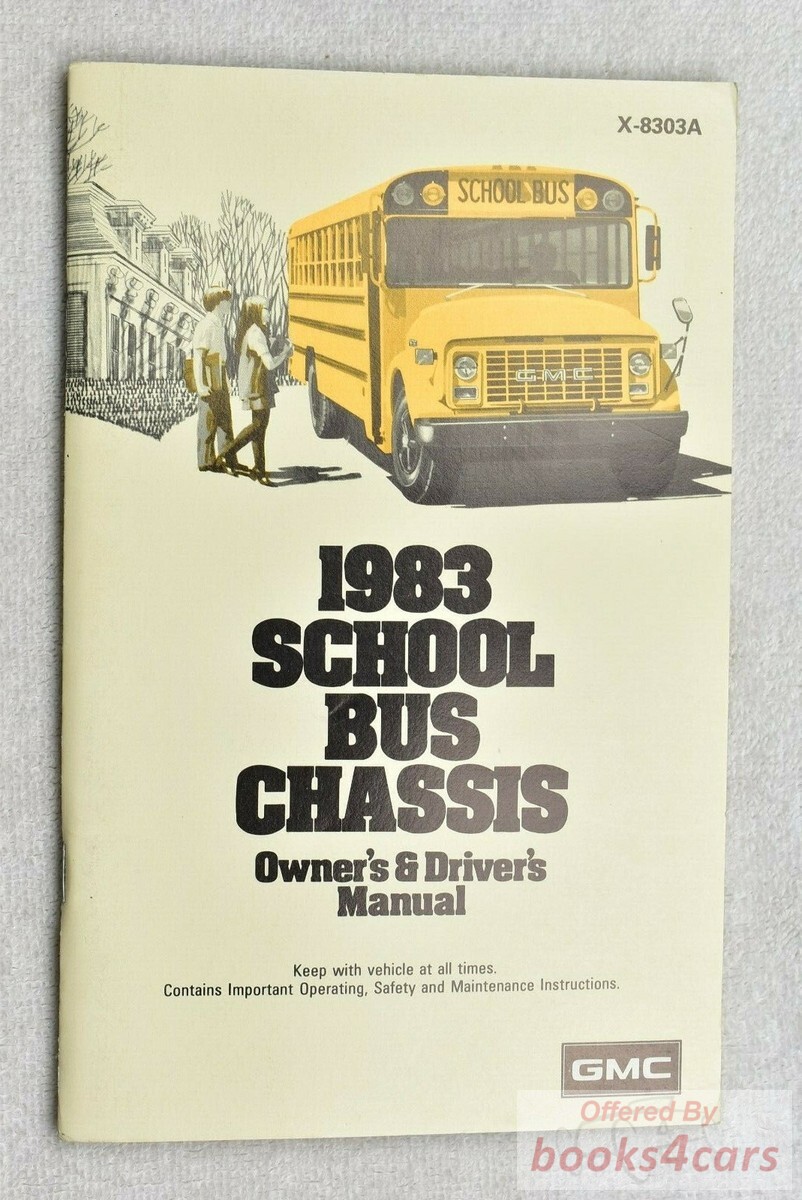 X-8303A
SCHOOL BUS
GMC
1983
SCHOOL
BUS
CHASSIS
Owner's & Driver's
Manual
Keep with vehicle at all times.
Contains Important Operating, Safety and Maintenance Instructions.
GMC
Offered By
books4cars